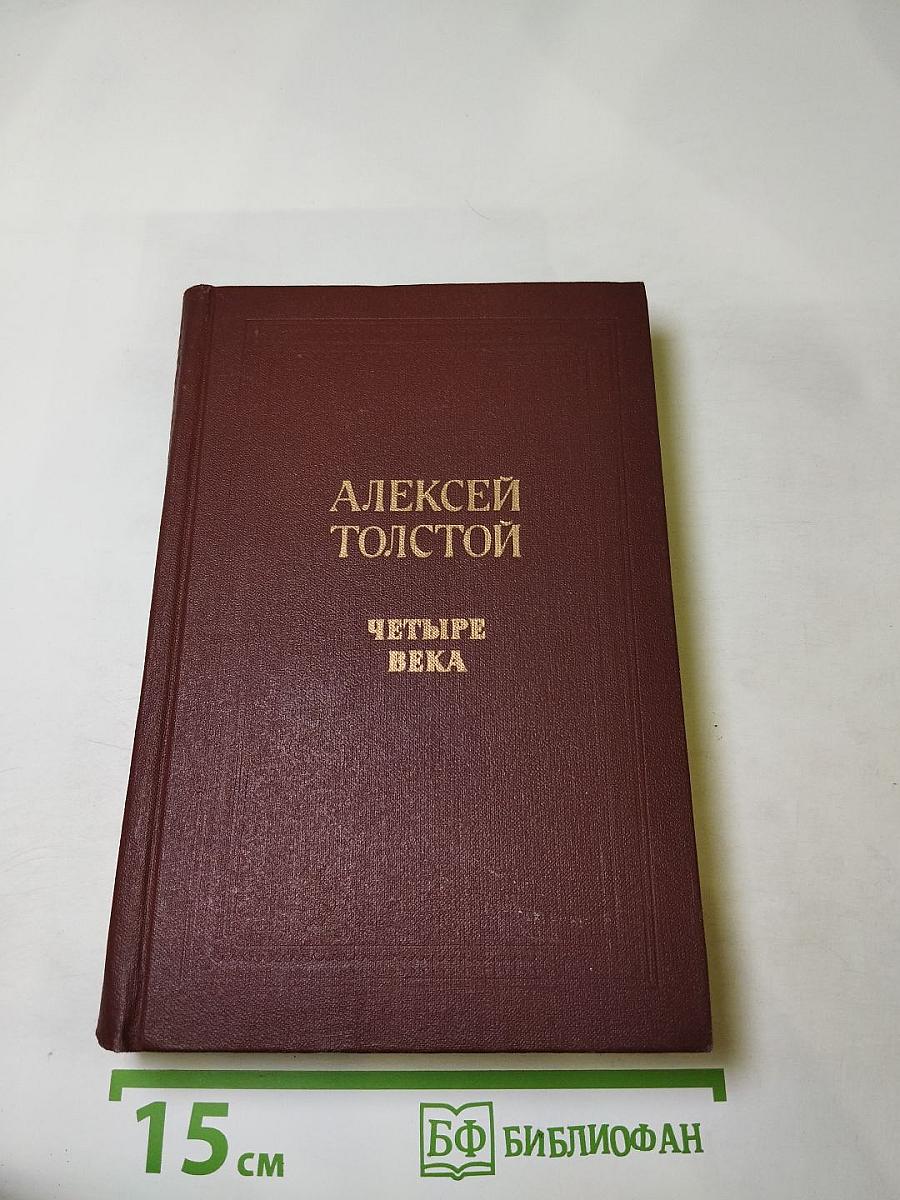 АЛЕКСЕЙ
ТОЛСТОЙ
ЧЕТЫРЕ
ВЕКА
15 см
БФ БИБЛИОФАН